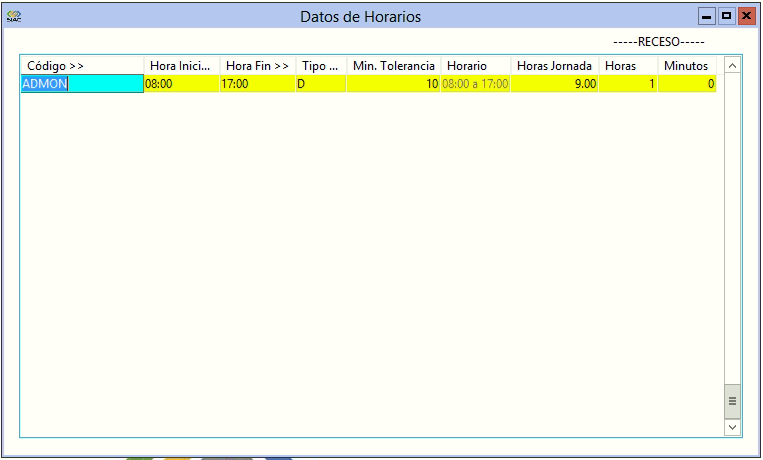 SIAC
Datos de Horarios
-----RECESO-----
Código >> Hora Inici... Hora Fin >> Tipo ... Min. Tolerancia Horario Horas Jornada Horas Minutos
ADMON 08:00 17:00 D 10 08:00 a 17:00 9.00 1 0